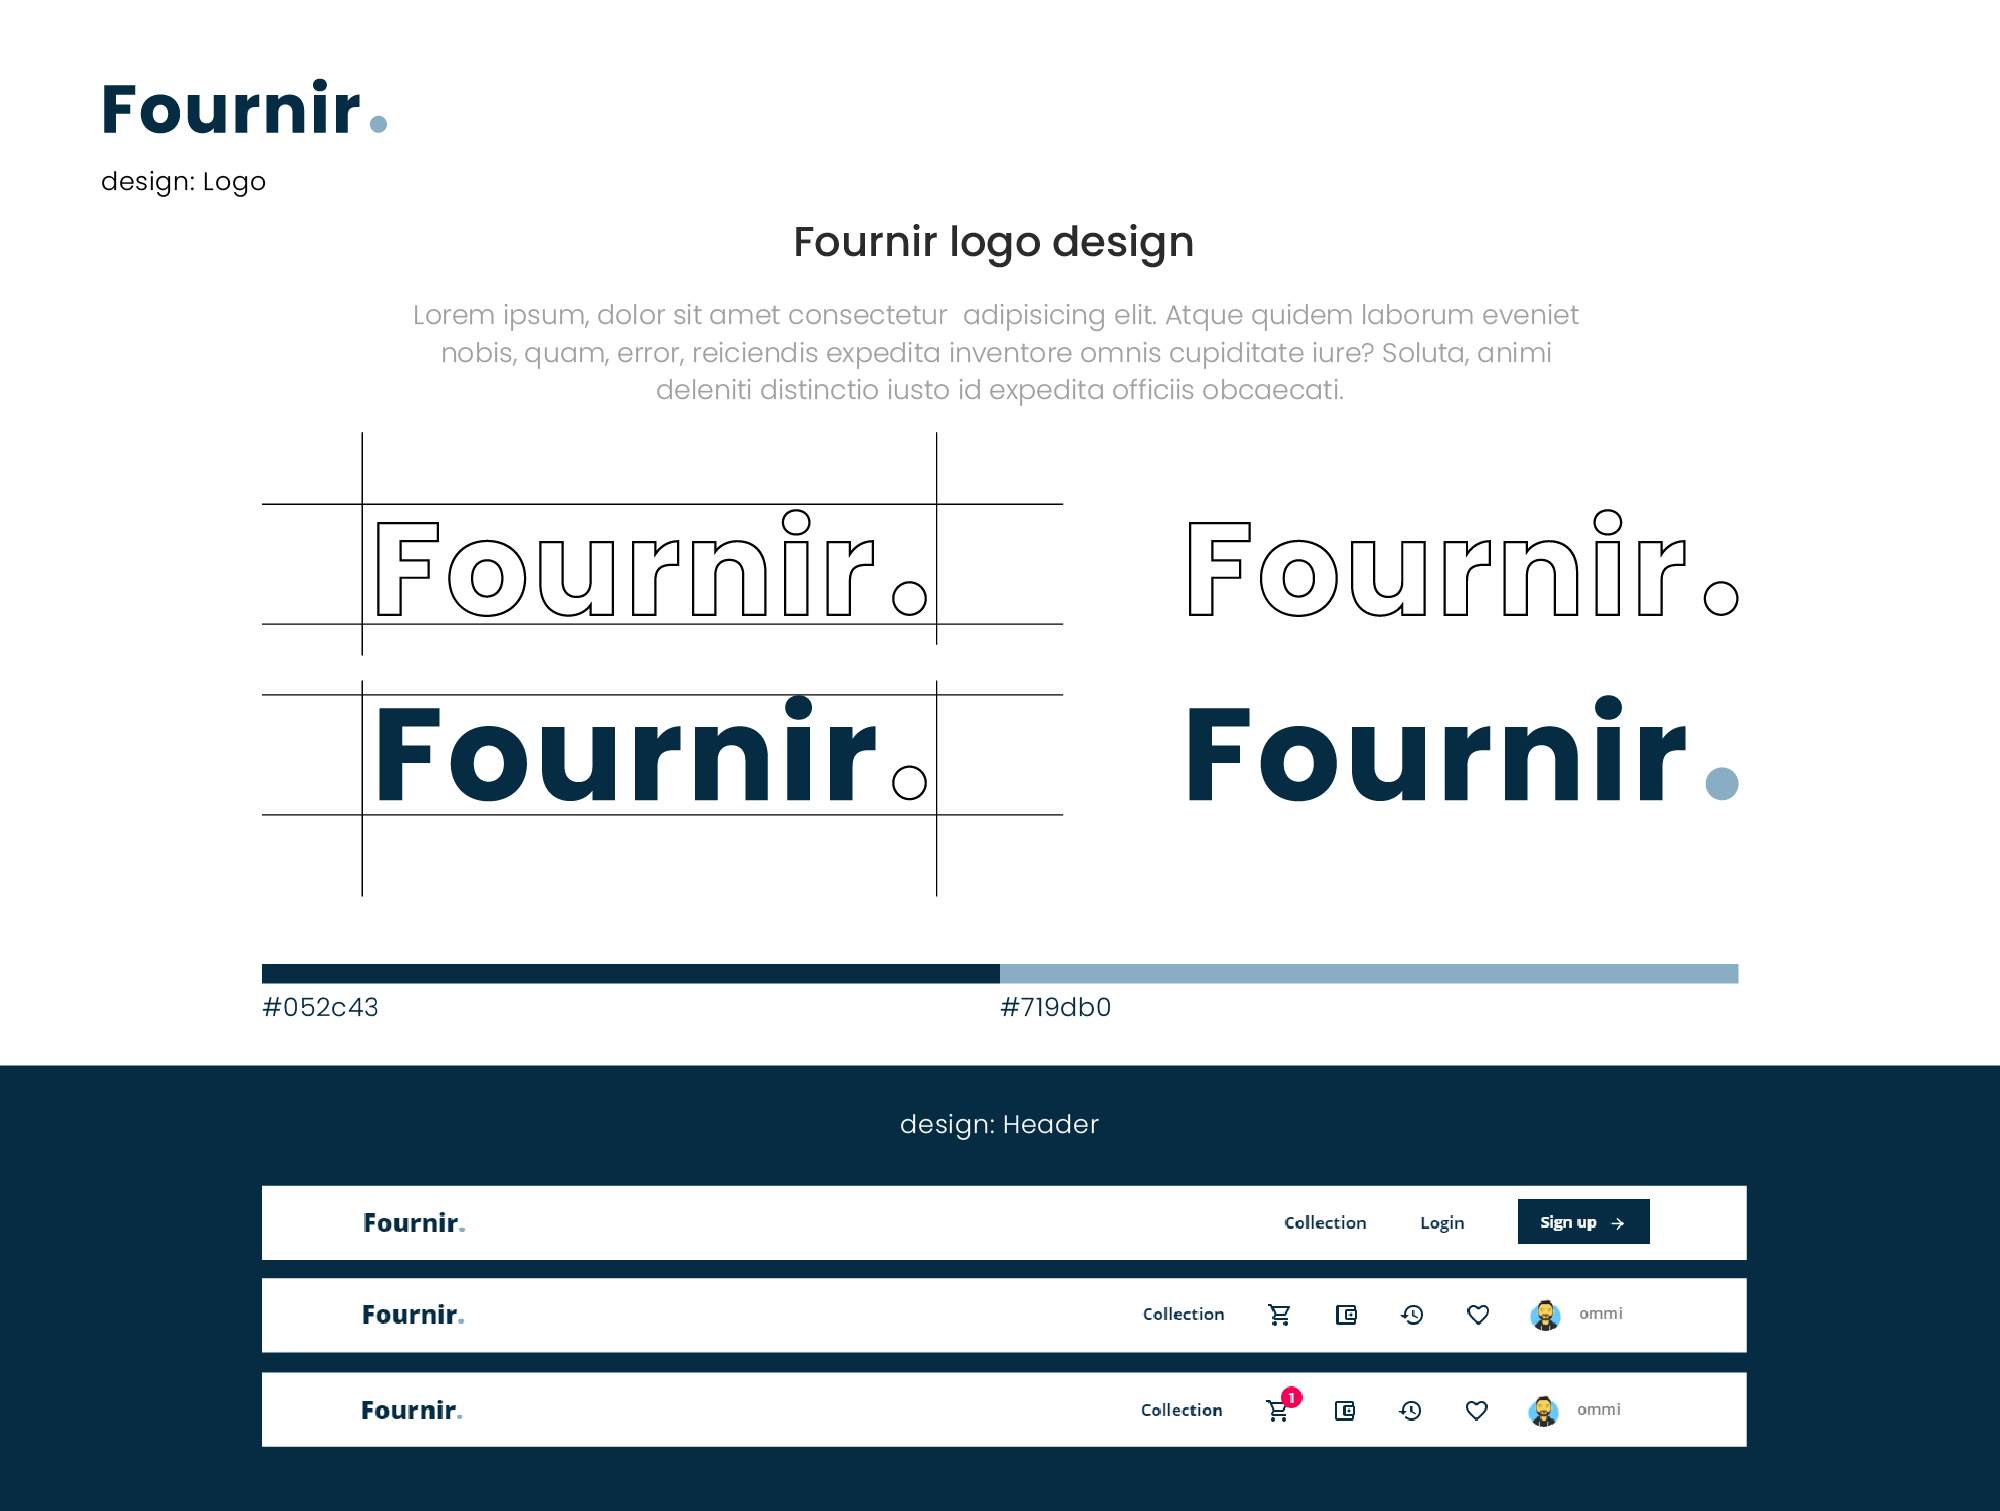 Fournir.
design: Logo
Fournir logo design
Lorem ipsum, dolor sit amet consectetur  adipisicing elit. Atque quidem laborum eveniet
nobis, quam, error, reiciendis expedita inventore omnis cupiditate iure? Soluta, animi
deleniti distinctio iusto id expedita officiis obcaecati.
Fournir.
Fournir.
Fournir.
Fournir.
#052c43
#719db0
design: Header
Fournir. Collection Login Sign up →
Fournir. Collection ommi
Fournir. Collection 1 ommi